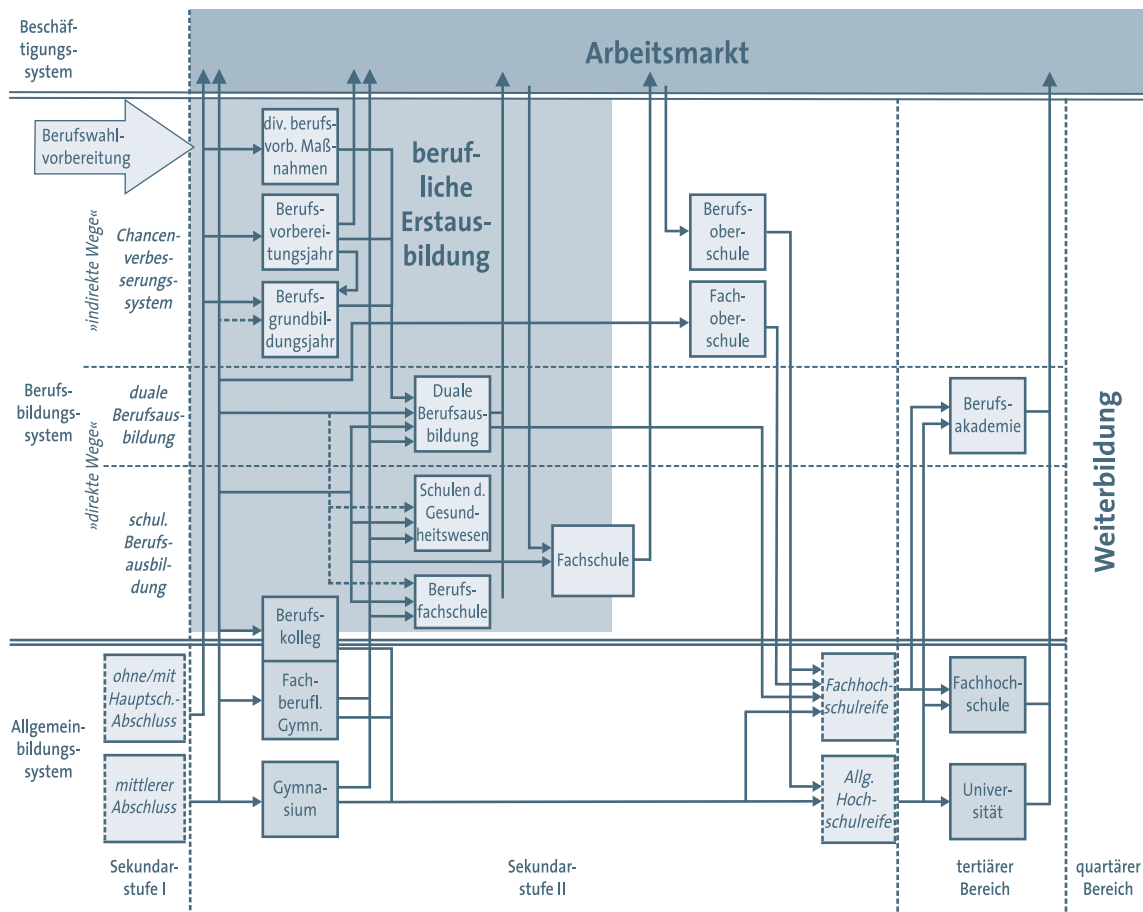 Beschäf-
tigungs-
system
Arbeitsmarkt
Berufswahl-
vorbereitung
div. berufs-
vorb. Maß-
nahmen
beruf-
liche
Erstaus-
bildung
»indirekte Wege«
Chancen-
verbes-
serungs-
system
Berufs-
vorberei-
tungsjahr
Berufs-
ober-
schule
Berufs-
grundbil-
dungsjahr
Fach-
ober-
schule
Berufs-
bildungs-
system
»direkte Wege«
duale
Berufsaus-
bildung
Duale
Berufsaus-
bildung
Berufs-
akademie
Weiterbildung
schul.
Berufs-
ausbil-
dung
Schulen d.
Gesund-
heitswesen
Fachschule
Berufs-
fachschule
Berufs-
kolleg
Allgemein-
bildungs-
system
ohne/mit
Hauptsch.-
Abschluss
Fach-
berufl.
Gymn.
Fachhoch-
schulreife
Fachhoch-
schule
mittlerer
Abschluss
Gymna-
sium
Allg.
Hoch-
schulreife
Univer-
sität
Sekundar-
stufe I
Sekundar-
stufe II
tertiärer
Bereich
quartärer
Bereich